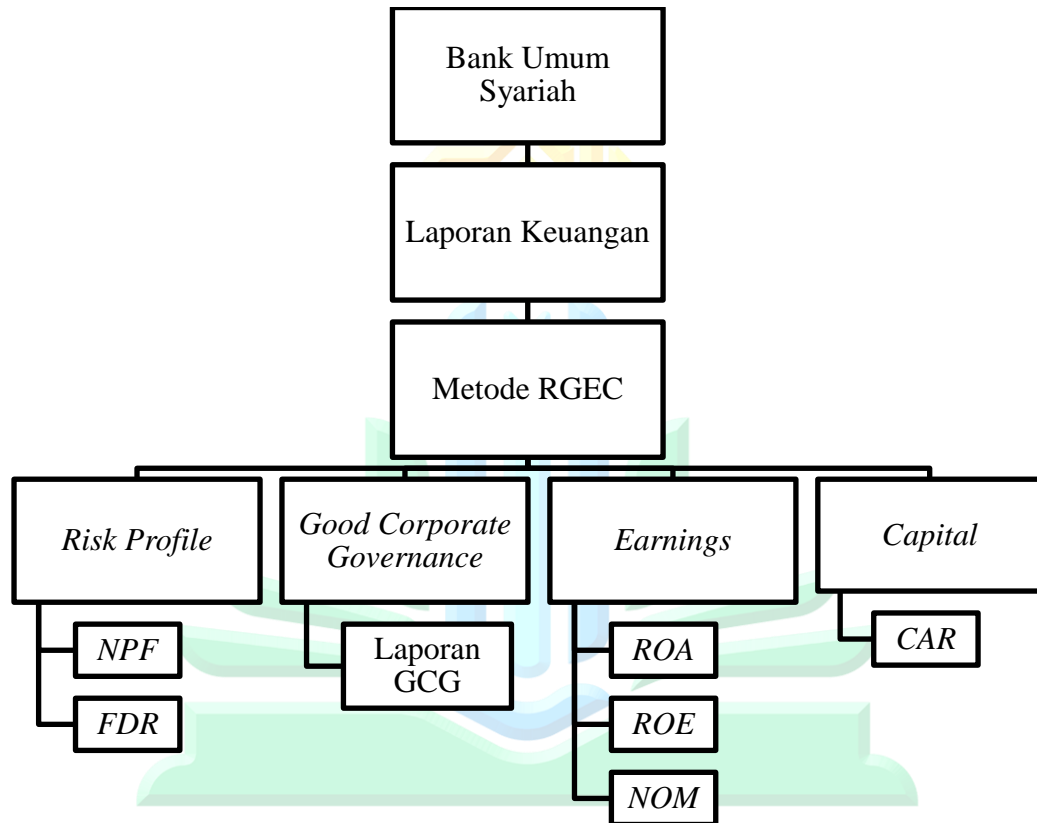 Bank Umum
Syariah
Laporan Keuangan
Metode RGEC
Risk Profile
Good Corporate
Governance
Earnings
Capital
NPF
FDR
Laporan
GCG
ROA
ROE
NOM
CAR